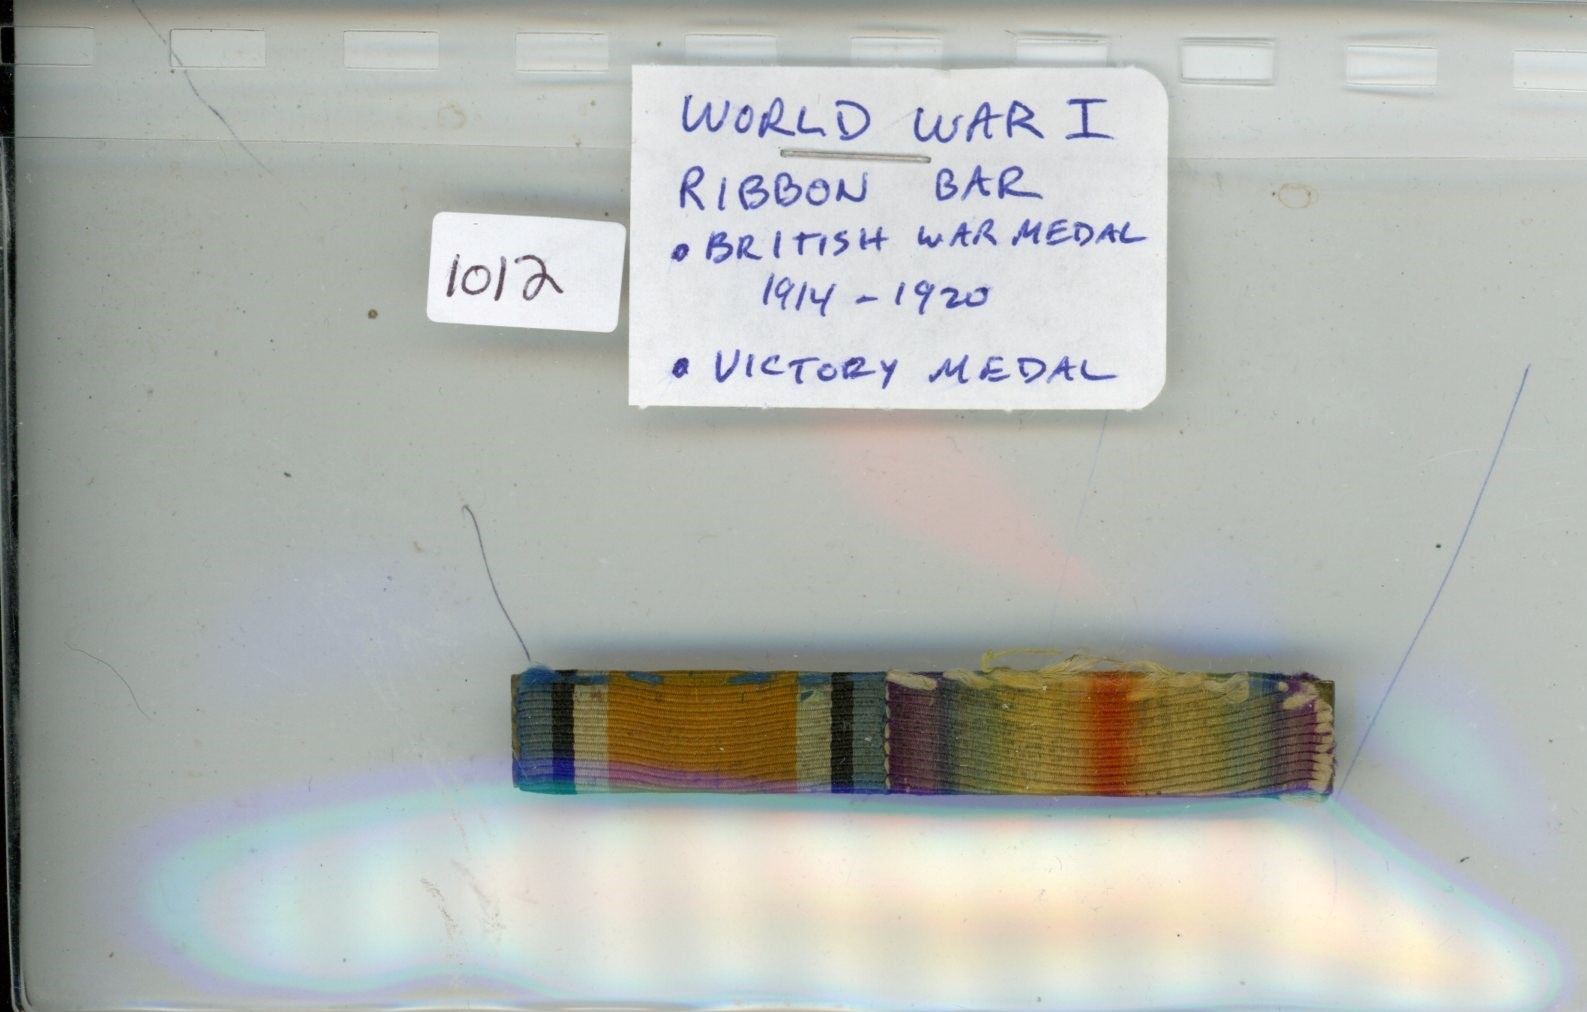 WORLD WAR I
RIBBON BAR
• BRITISH WAR MEDAL
1914 - 1920
• VICTORY MEDAL
1012